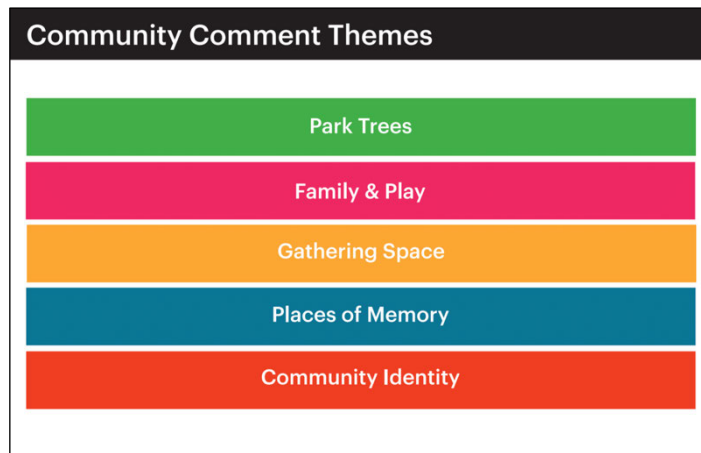 Community Comment Themes
Park Trees
Family & Play
Gathering Space
Places of Memory
Community Identity